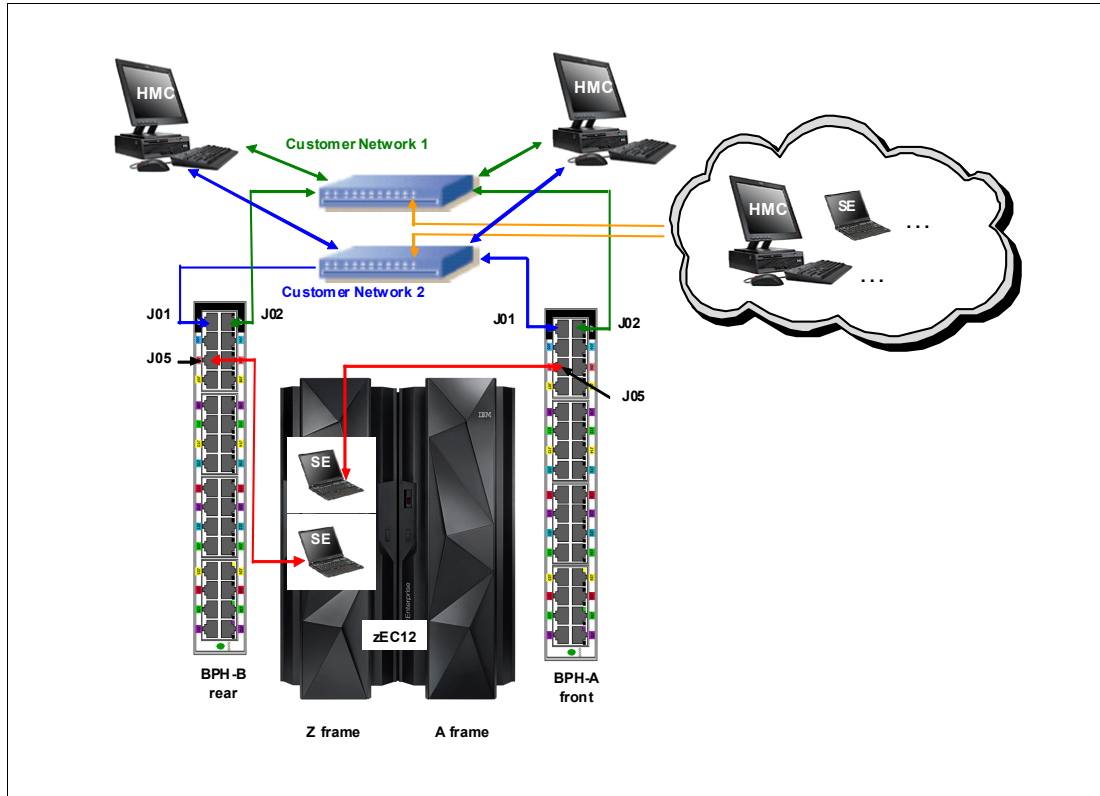 HMC
HMC
Customer Network 1
HMC
SE
...
...
Customer Network 2
J01
J02
J01
J02
J05
J05
IBM
SE
SE
zEC12
Enterprise
BPH-B
rear
BPH-A
front
Z frame
A frame